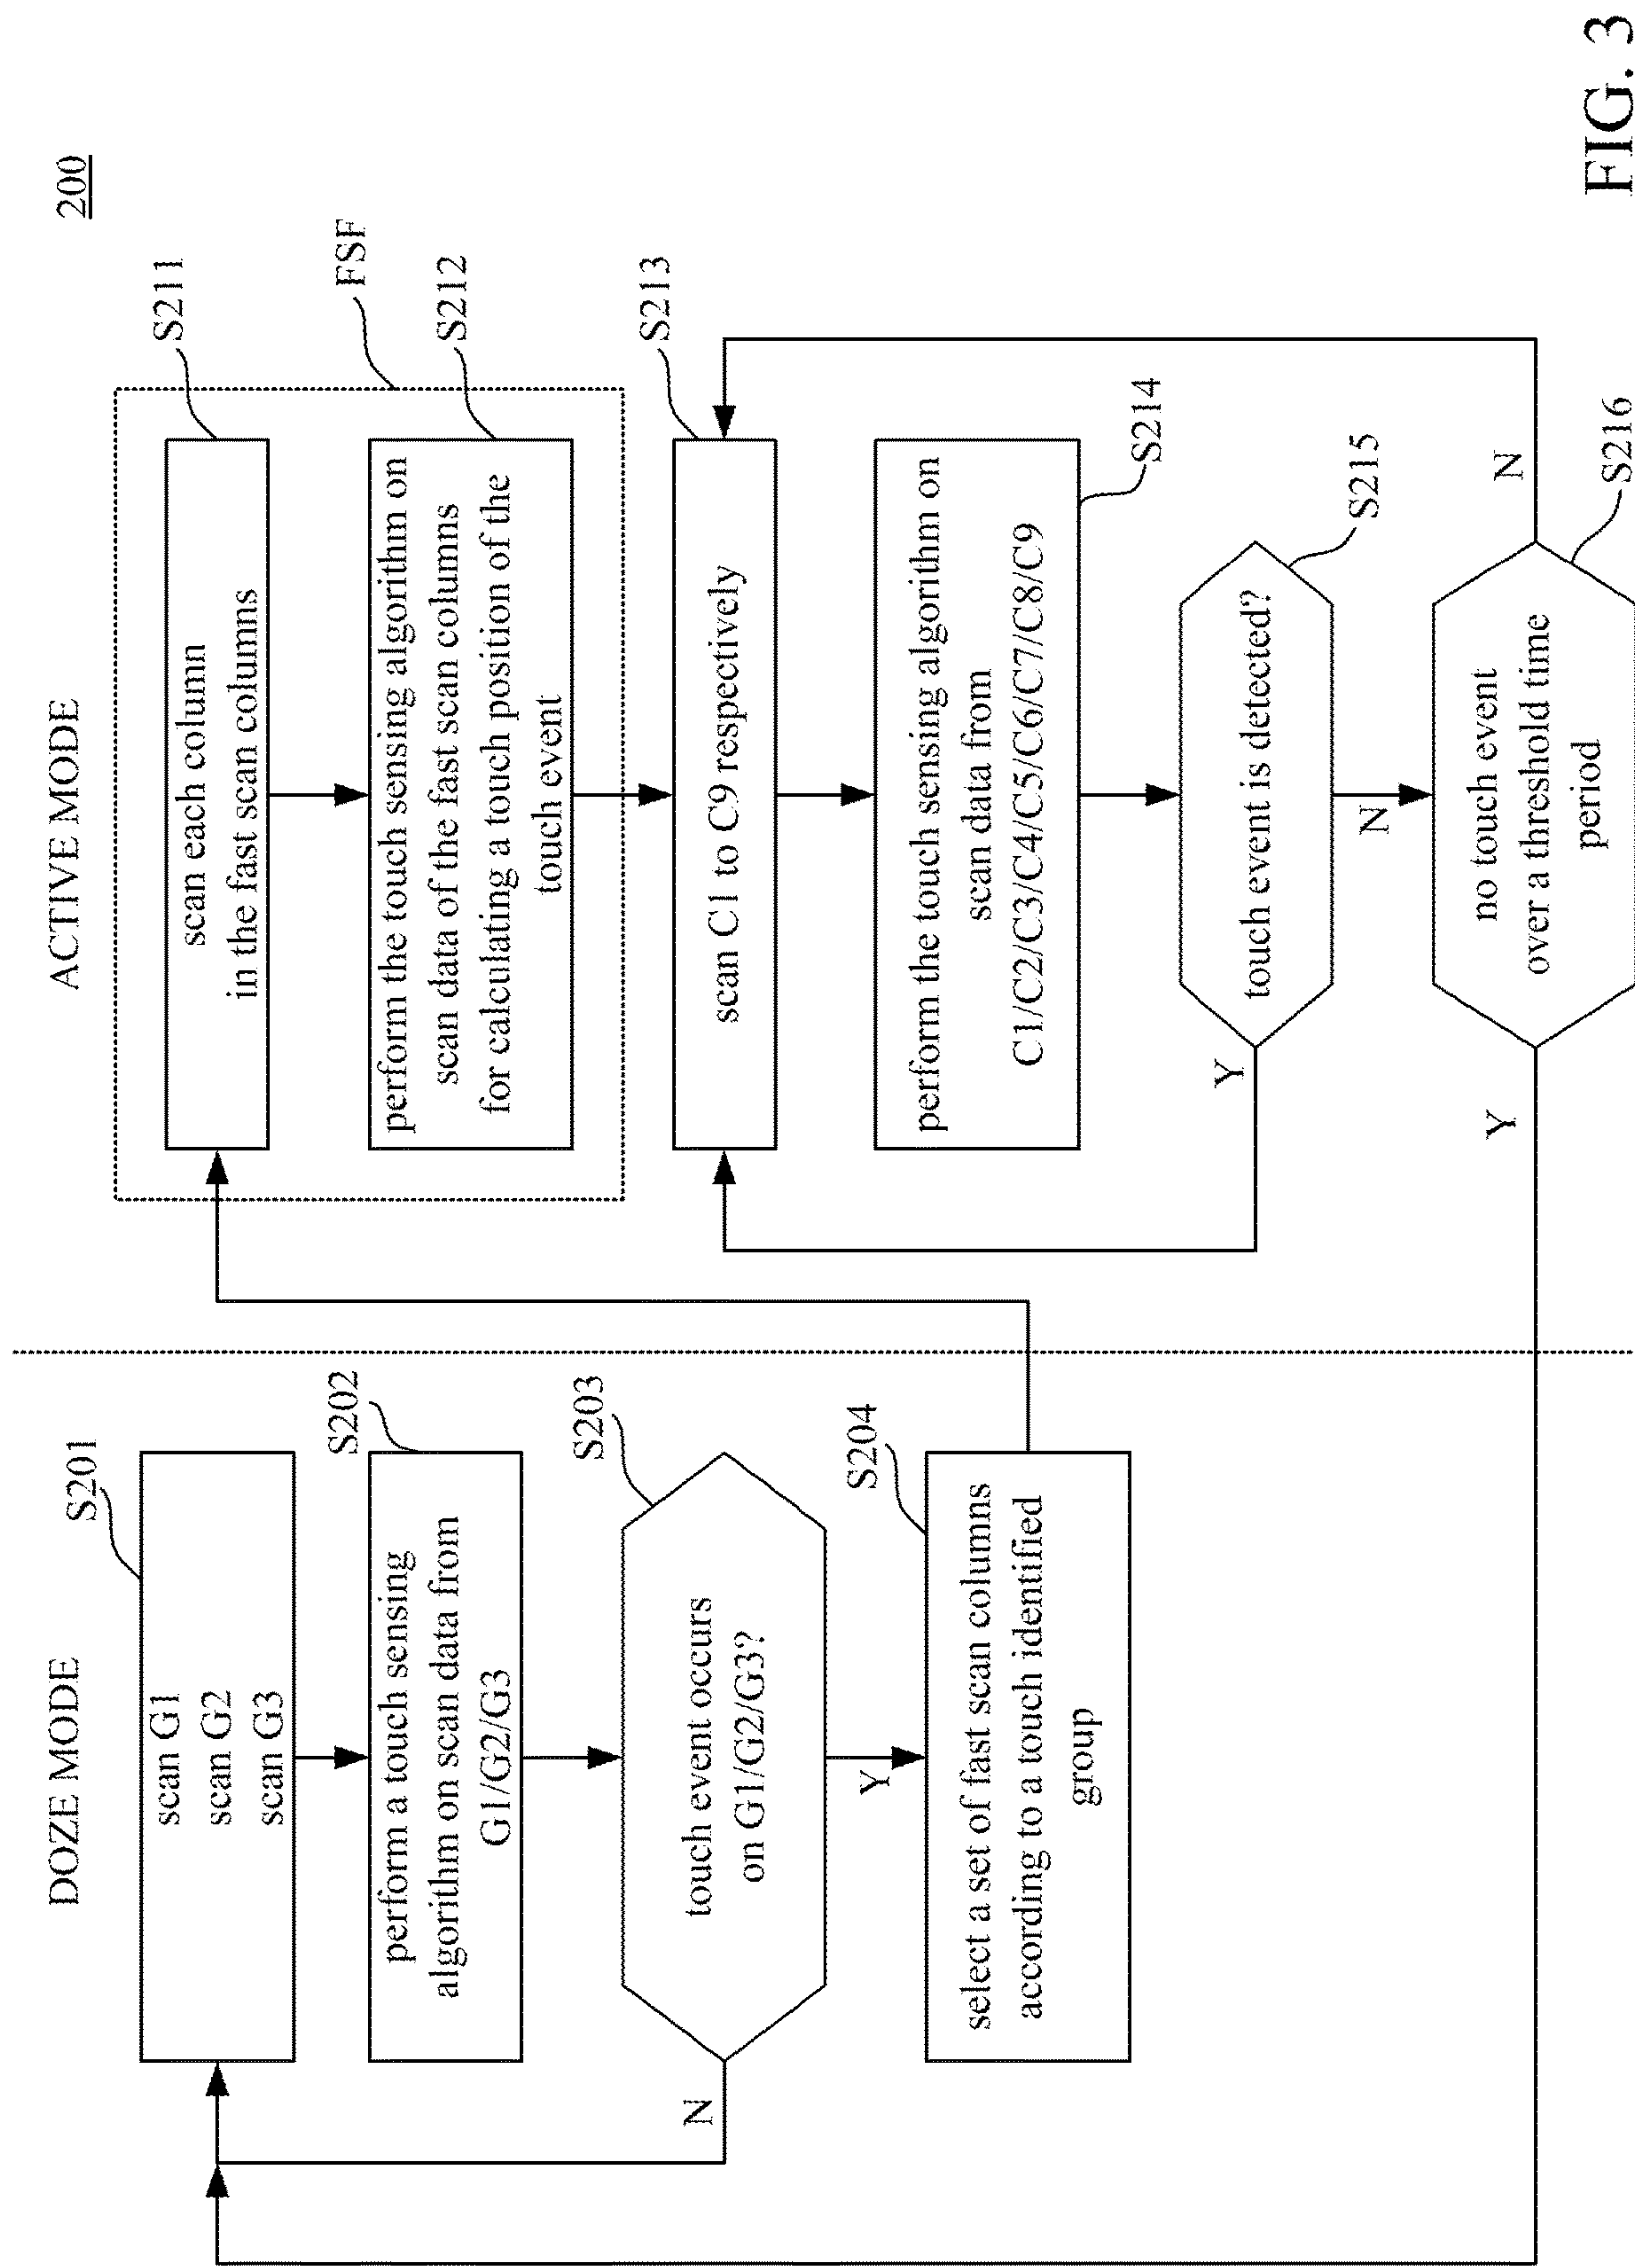 200
DOZE MODE
S201
scan G1
scan G2
scan G3
S202
perform a touch sensing
algorithm on scan data from
G1/G2/G3
S203
touch event occurs
on G1/G2/G3?
N
Y
S204
select a set of fast scan columns
according to a touch identified
group
ACTIVE MODE
FSF
S211
scan each column
in the fast scan columns
S212
perform the touch sensing algorithm on
scan data of the fast scan columns
for calculating a touch position of the
touch event
S213
scan C1 to C9 respectively
S214
perform the touch sensing algorithm on
scan data from
C1/C2/C3/C4/C5/C6/C7/C8/C9
S215
touch event is detected?
Y
N
S216
no touch event
over a threshold time
period
Y
N
FIG. 3